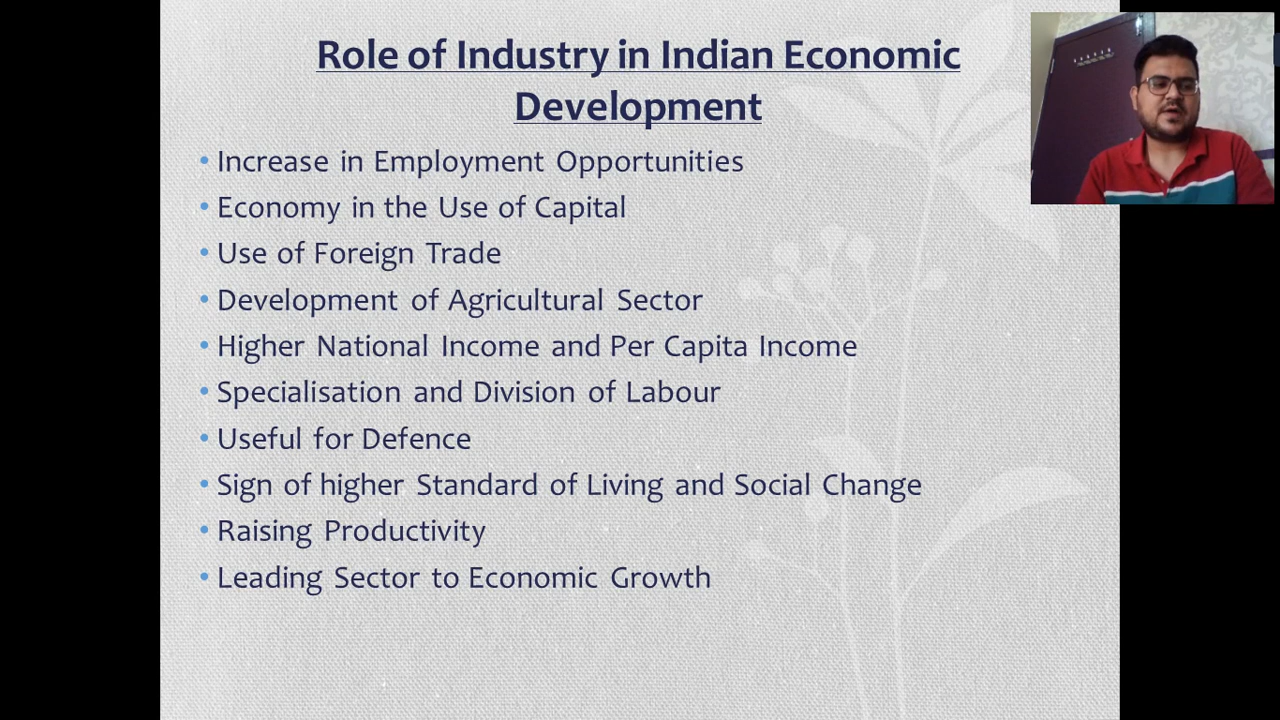 Role of Industry in Indian Economic
Development
• Increase in Employment Opportunities
• Economy in the Use of Capital
• Use of Foreign Trade
• Development of Agricultural Sector
• Higher National Income and Per Capita Income
• Specialisation and Division of Labour
• Useful for Defence
• Sign of higher Standard of Living and Social Change
• Raising Productivity
• Leading Sector to Economic Growth